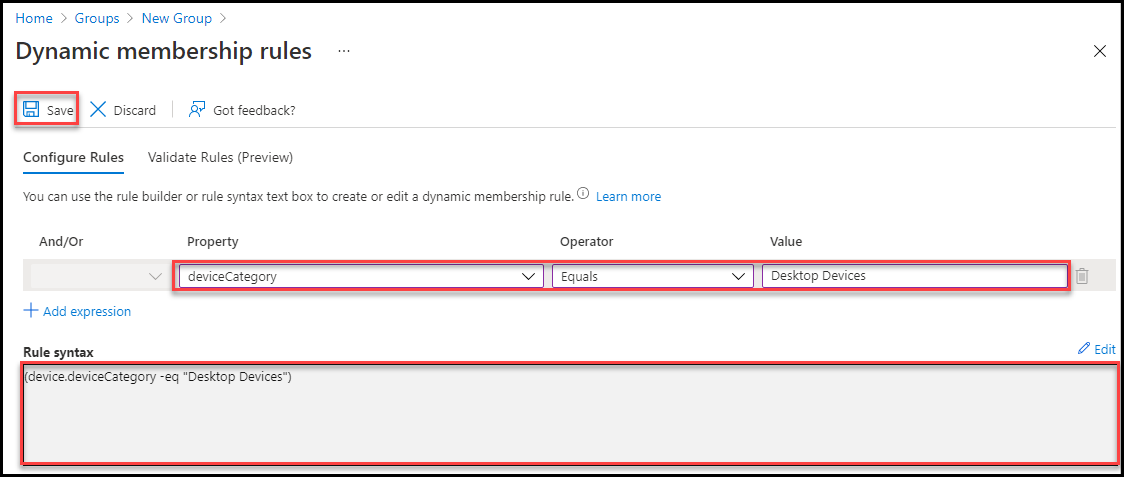 Home > Groups > New Group >
Dynamic membership rules ...
Save Discard Got feedback?
Configure Rules Validate Rules (Preview)
You can use the rule builder or rule syntax text box to create or edit a dynamic membership rule. Learn more
And/Or Property Operator Value
deviceCategory Equals Desktop Devices
Add expression
Rule syntax Edit
(device.deviceCategory -eq "Desktop Devices")